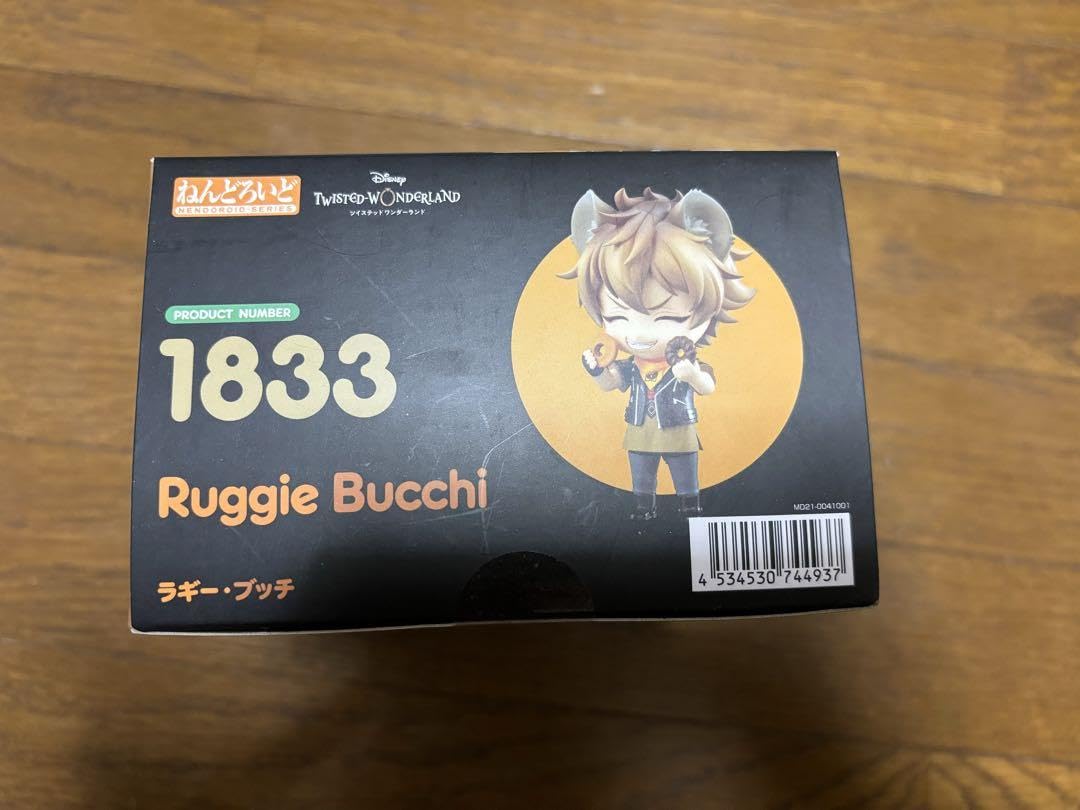 ねんどろいど
NENDOROID SERIES
Disney
TWISTED-WONDERLAND
ツイステッドワンダーランド
PRODUCT NUMBER
1833
Ruggie Bucchi
ラギー・ブッチ
MD21-0041001
4 534530 744937